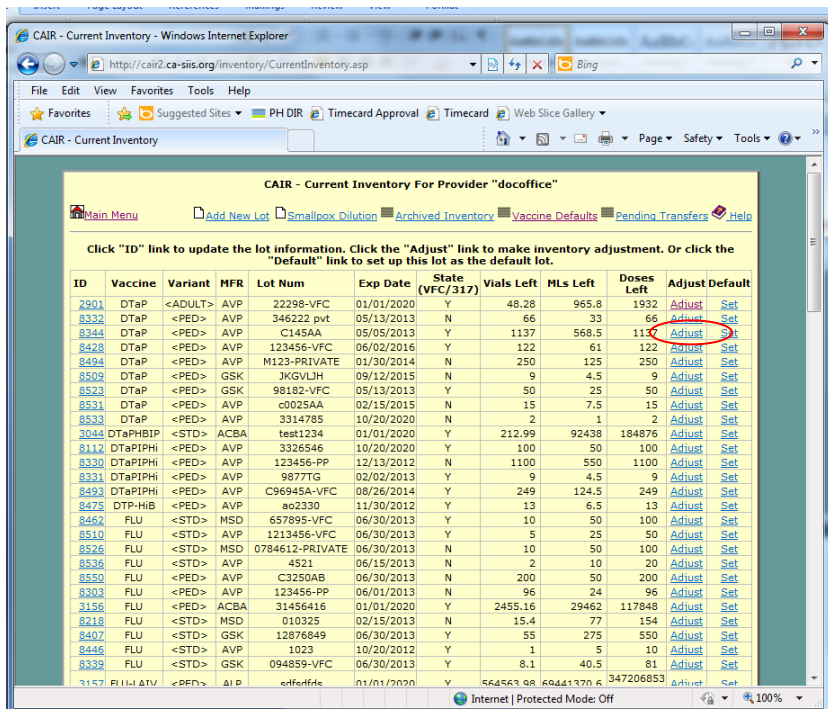 Insert Page Layout References Mailings Review View Format
CAIR - Current Inventory - Windows Internet Explorer
http://cair2.ca-siis.org/inventory/CurrentInventory.asp Bing
File Edit View Favorites Tools Help
Favorites Suggested Sites PH DIR Timecard Approval Timecard Web Slice Gallery
CAIR - Current Inventory Page Safety Tools
CAIR - Current Inventory For Provider "docoffice"
Main Menu Add New Lot Smallpox Dilution Archived Inventory Vaccine Defaults Pending Transfers Help
Click "ID" link to update the lot information. Click the "Adjust" link to make inventory adjustment. Or click the
"Default" link to set up this lot as the default lot.
ID Vaccine Variant MFR Lot Num Exp Date State (VFC/317) Vials Left MLs Left Doses Left Adjust Default
2901 DTaP <ADULT> AVP 22298-VFC 01/01/2020 Y 48.28 965.8 1932 Adjust Set
8332 DTaP <PED> AVP 346222 pvt 05/13/2013 N 66 33 66 Adjust Set
8344 DTaP <PED> AVP C145AA 05/05/2013 Y 1137 568.5 1137 Adjust Set
8428 DTaP <PED> AVP 123456-VFC 06/02/2016 Y 122 61 122 Adjust Set
8494 DTaP <PED> AVP M123-PRIVATE 01/30/2014 N 250 125 250 Adjust Set
8509 DTaP <PED> GSK JKGVLJH 09/12/2015 N 9 4.5 9 Adjust Set
8523 DTaP <PED> GSK 98182-VFC 05/13/2013 Y 50 25 50 Adjust Set
8531 DTaP <PED> AVP c0025AA 02/15/2015 N 15 7.5 15 Adjust Set
8533 DTaP <PED> AVP 3314785 10/20/2020 N 2 1 2 Adjust Set
3044 DTaPHBIP <STD> ACBA test1234 01/01/2020 Y 212.99 92438 184876 Adjust Set
8112 DTaPIPHi <PED> AVP 3326546 10/20/2020 Y 100 50 100 Adjust Set
8330 DTaPIPHi <PED> AVP 123456-PP 12/13/2012 N 1100 550 1100 Adjust Set
8331 DTaPIPHi <PED> AVP 9877TG 02/02/2013 Y 9 4.5 9 Adjust Set
8493 DTaPIPHi <PED> AVP C96945A-VFC 08/26/2014 Y 249 124.5 249 Adjust Set
8475 DTP-HiB <PED> AVP ao2330 11/30/2012 Y 13 6.5 13 Adjust Set
8462 FLU <STD> MSD 657895-VFC 06/30/2013 Y 10 50 100 Adjust Set
8510 FLU <STD> AVP 1213456-VFC 06/30/2013 Y 5 25 50 Adjust Set
8526 FLU <STD> MSD 0784612-PRIVATE 06/30/2013 N 10 50 100 Adjust Set
8536 FLU <STD> AVP 4521 06/15/2013 N 2 10 20 Adjust Set
8550 FLU <PED> AVP C3250AB 06/30/2013 N 200 50 200 Adjust Set
8303 FLU <PED> AVP 123456-PP 06/01/2013 N 96 24 96 Adjust Set
3156 FLU <PED> ACBA 31456416 01/01/2020 Y 2455.16 29462 117848 Adjust Set
8218 FLU <STD> MSD 010325 02/15/2013 N 15.4 77 154 Adjust Set
8407 FLU <STD> GSK 12876849 06/30/2013 Y 55 275 550 Adjust Set
8446 FLU <STD> AVP 1023 10/20/2012 Y 1 5 10 Adjust Set
8339 FLU <STD> GSK 094859-VFC 06/30/2013 Y 8.1 40.5 81 Adjust Set
3157 FLU-LAIV <PED> ALP sdfsdfds 01/01/2020 Y 564563.98 69441370.6 347206853 Adjust Set
Internet | Protected Mode: Off 100%